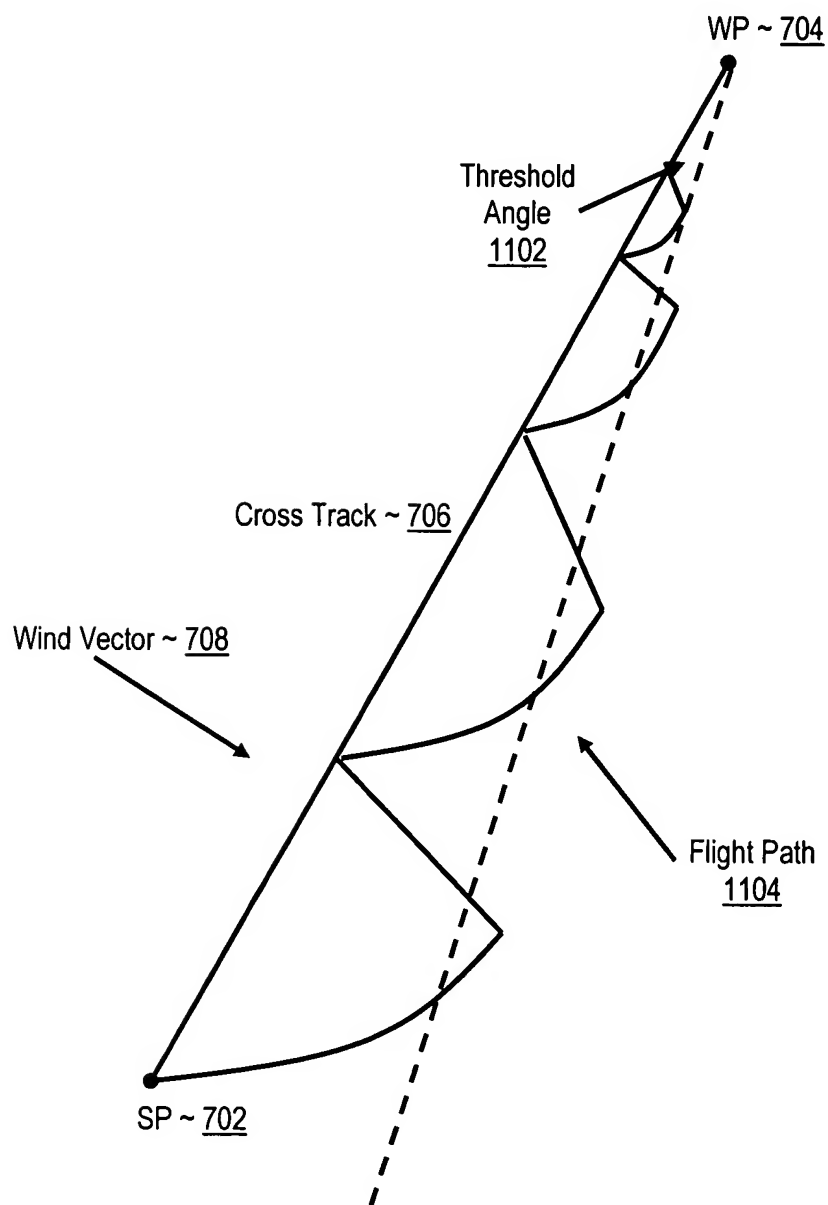 WP ~ 704
Threshold
Angle
1102
Cross Track ~ 706
Wind Vector ~ 708
Flight Path
1104
SP ~ 702